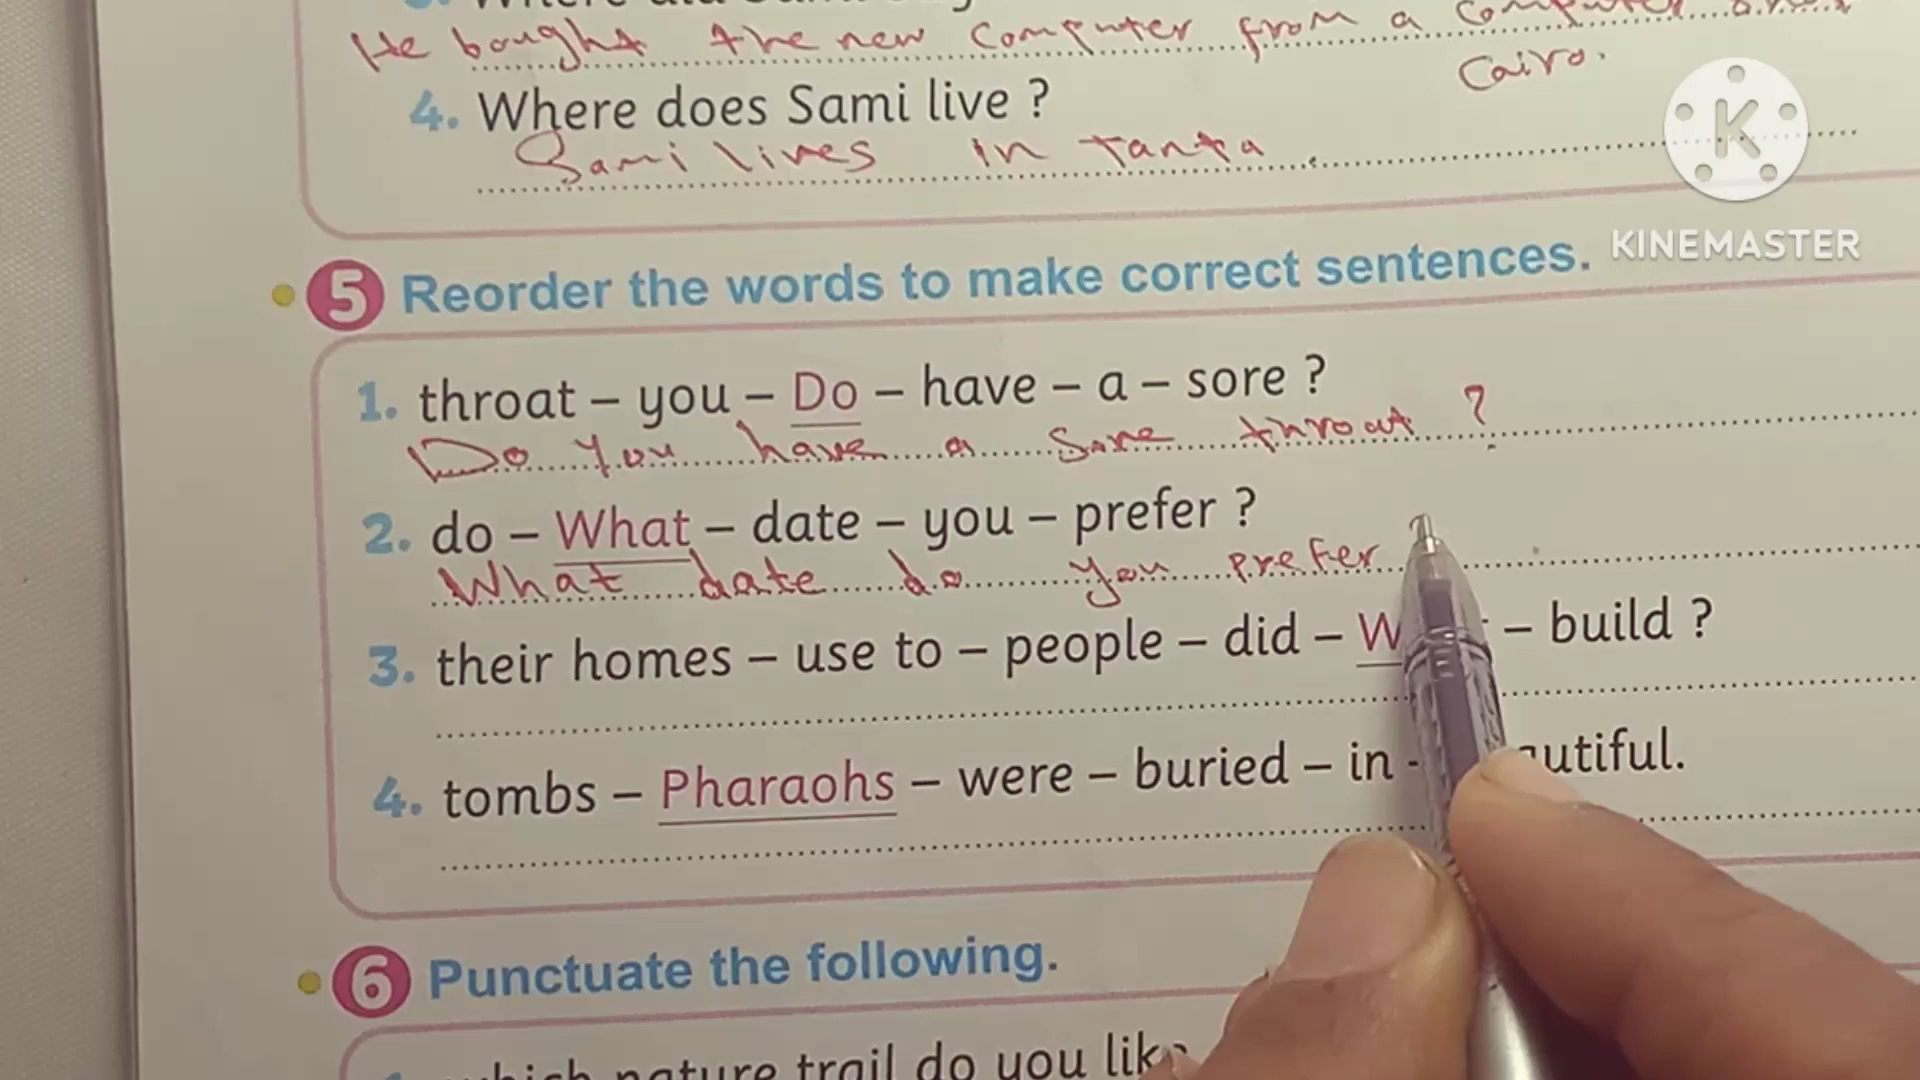 He bought the new computer from a computer
Cairo.
4. Where does Sami live ?
Sami lives in tanta .
KINEMASTER
5 Reorder the words to make correct sentences.
1. throat – you – Do – have – a – sore ?
Do you have a sore throat ?
2. do – What – date – you – prefer ?
What date do you prefer
3. their homes – use to – people – did – – build ?
4. tombs – Pharaohs – were – buried – in –
6 Punctuate the following.
which nature trail do you like